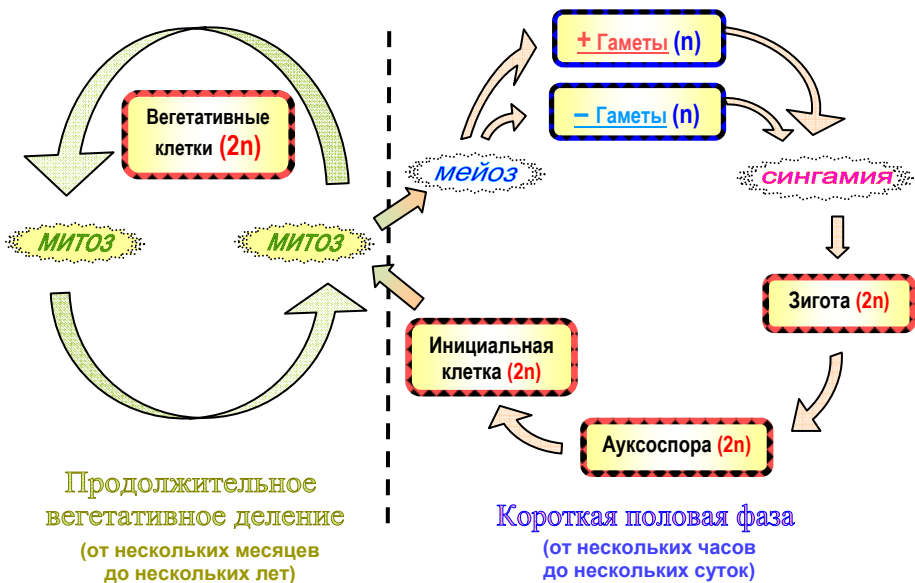 Вегетативные
клетки (2n)
митоз
митоз
Продолжительное
вегетативное деление
(от нескольких месяцев
до нескольких лет)
+ Гаметы (n)
– Гаметы (n)
мейоз
сингамия
Зигота (2n)
Инициальная
клетка (2n)
Ауксоспора (2n)
Короткая половая фаза
(от нескольких часов
до нескольких суток)